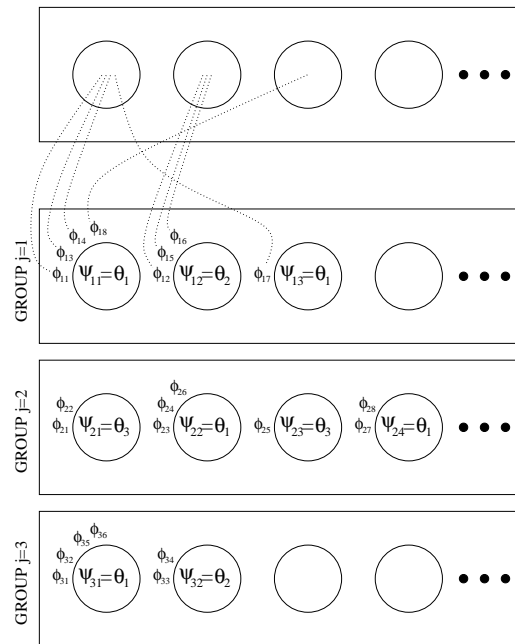 GROUP j=1
ϕ18
ϕ14
ϕ13
ϕ11
ψ11=θ1
ϕ16
ϕ15
ϕ12
ψ12=θ2
ϕ17
ψ13=θ1
GROUP j=2
ϕ22
ϕ21
ψ21=θ3
ϕ26
ϕ24
ϕ23
ψ22=θ1
ϕ25
ψ23=θ3
ϕ28
ϕ27
ψ24=θ1
GROUP j=3
ϕ36
ϕ35
ϕ32
ϕ31
ψ31=θ1
ϕ34
ϕ33
ψ32=θ2